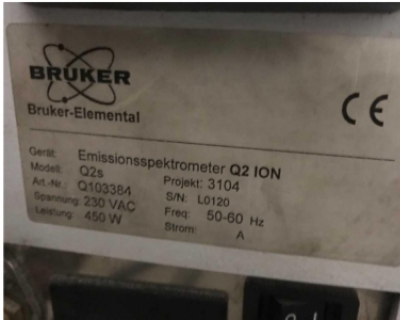 BRUKER
Bruker-Elemental
CE
Gerät: Emissionsspektrometer Q2 ION
Modell: Q2s Projekt: 3104
Art.-Nr.: Q103384 S/N: L0120
Spannung: 230 VAC Freq: 50-60 Hz
Leistung: 450 W Strom: A